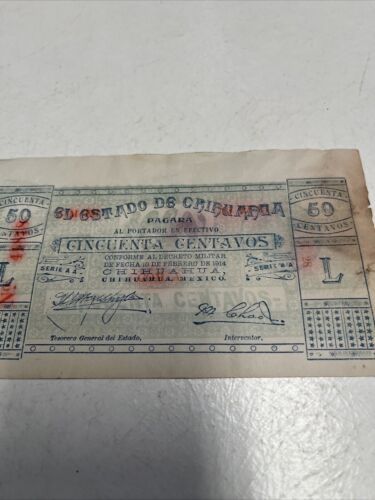 CINCUENTA
50
CENTAVOS
L
EL ESTADO DE CHIHUAHUA
PAGARA
AL PORTADOR EN EFECTIVO
CINCUENTA CENTAVOS
CONFORME AL DECRETO MILITAR
DE FECHA 10 DE FEBRERO DE 1914
SERIE A A
CHIHUAHUA,
SERIE A A
CHIHUAHUA, MEXICO.
Tesorero General del Estado,
Interventor,
CINCUENTA
50
CENTAVOS
L